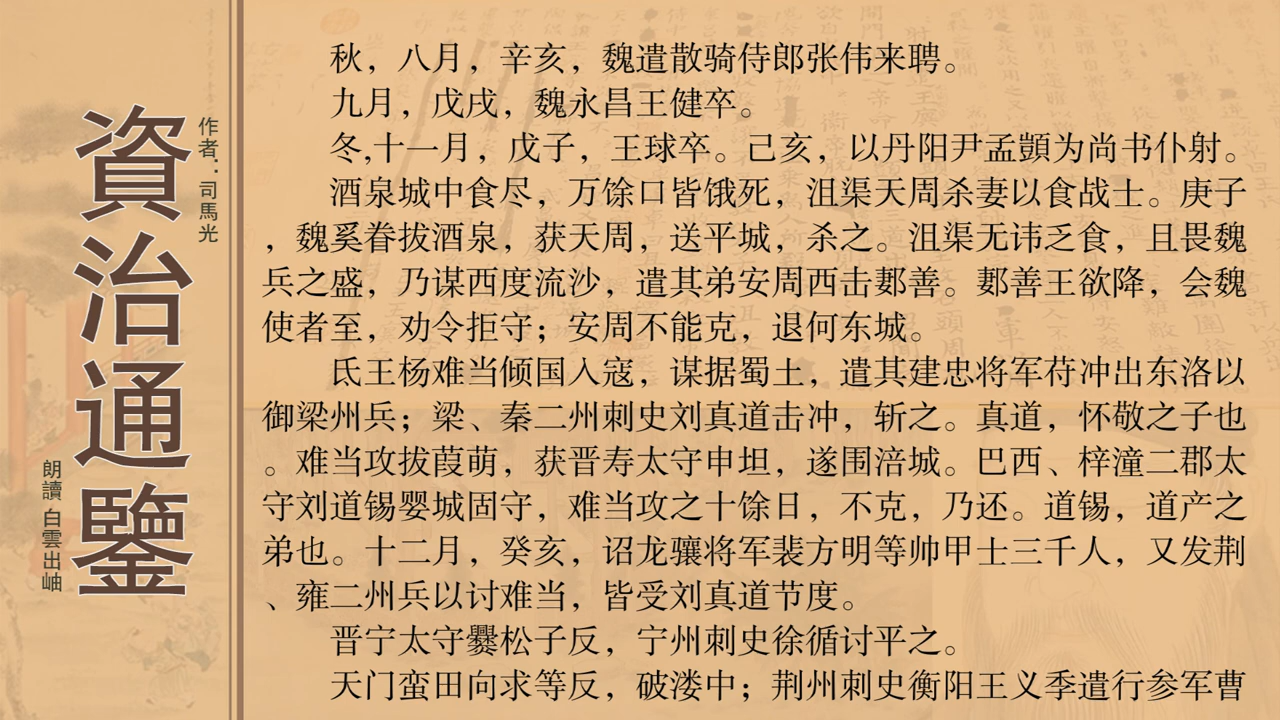 資治通鑒
作者：司馬光
朗讀 白雲出岫
秋，八月，辛亥，魏遣散骑侍郎张伟来聘。
九月，戊戌，魏永昌王健卒。
冬,十一月，戊子，王球卒。己亥，以丹阳尹孟顗为尚书仆射。
酒泉城中食尽，万馀口皆饿死，沮渠天周杀妻以食战士。庚子
，魏奚眷拔酒泉，获天周，送平城，杀之。沮渠无讳乏食，且畏魏
兵之盛，乃谋西度流沙，遣其弟安周西击鄯善。鄯善王欲降，会魏
使者至，劝令拒守；安周不能克，退何东城。
氐王杨难当倾国入寇，谋据蜀土，遣其建忠将军苻冲出东洛以
御梁州兵；梁、秦二州刺史刘真道击冲，斩之。真道，怀敬之子也
。难当攻拔葭萌，获晋寿太守申坦，遂围涪城。巴西、梓潼二郡太
守刘道锡婴城固守，难当攻之十馀日，不克，乃还。道锡，道产之
弟也。十二月，癸亥，诏龙骧将军裴方明等帅甲士三千人，又发荆
、雍二州兵以讨难当，皆受刘真道节度。
晋宁太守爨松子反，宁州刺史徐循讨平之。
天门蛮田向求等反，破溇中；荆州刺史衡阳王义季遣行参军曹